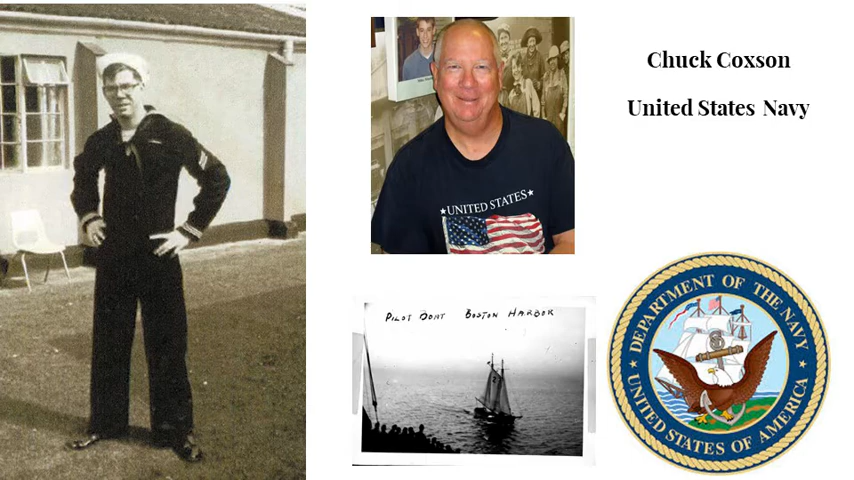 Chuck Coxson
United States Navy
★UNITED STATES★
PILOT BOAT BOSTON HARBOR
DEPARTMENT OF THE NAVY
★ UNITED STATES OF AMERICA ★